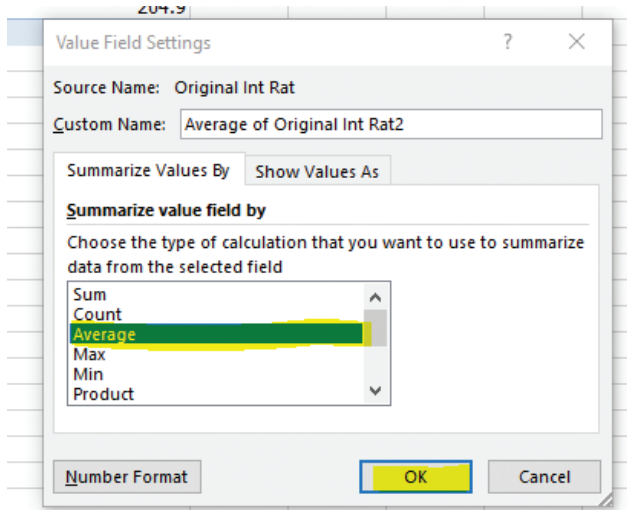 204.9
Value Field Settings ? ×
Source Name: Original Int Rat
Custom Name: Average of Original Int Rat2
Summarize Values By Show Values As
Summarize value field by
Choose the type of calculation that you want to use to summarize
data from the selected field
Sum
Count
Average
Max
Min
Product
Number Format OK Cancel